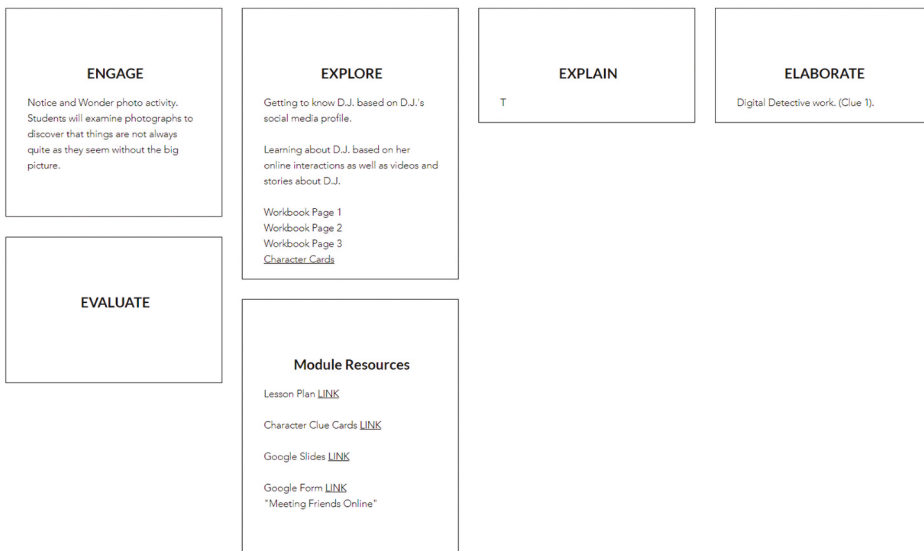 ENGAGE
Notice and Wonder photo activity.
Students will examine photographs to
discover that things are not always
quite as they seem without the big
picture.
EXPLORE
Getting to know D.J. based on D.J.'s
social media profile.
Learning about D.J. based on her
online interactions as well as videos and
stories about D.J.
Workbook Page 1
Workbook Page 2
Workbook Page 3
Character Cards
EXPLAIN
T
ELABORATE
Digital Detective work. (Clue 1).
EVALUATE
Module Resources
Lesson Plan LINK
Character Clue Cards LINK
Google Slides LINK
Google Form LINK
"Meeting Friends Online"